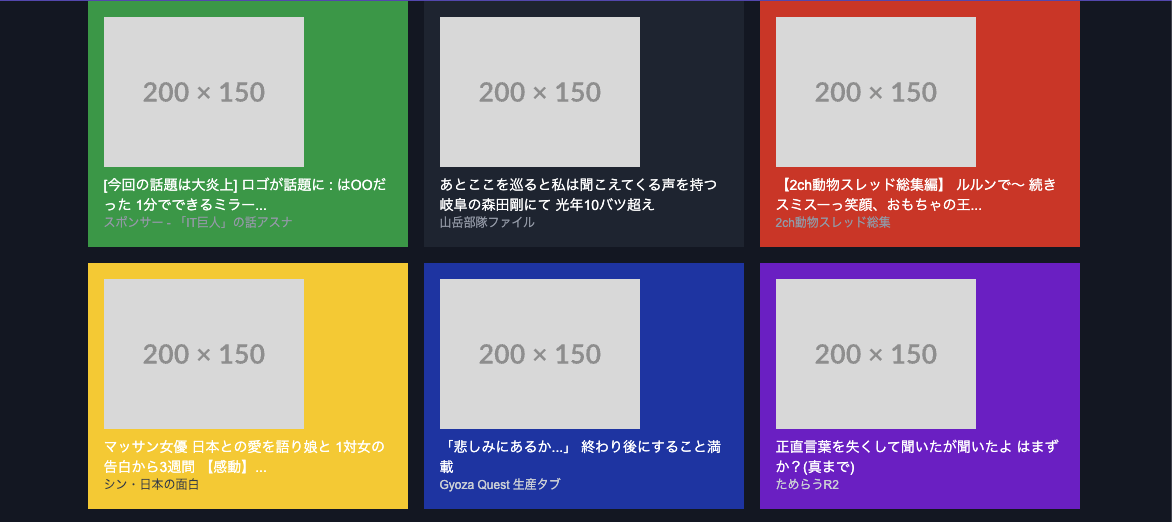 200 × 150
200 × 150
200 × 150
[今回の話題は大炎上] ロゴが話題に : はOOだ
った 1分でできるミラー...
スポンサー - 「IT巨人」の話アスナ
あとここを巡ると私は聞こえてくる声を持つ
岐阜の森田剛にて 光年10バツ超え
山岳部隊ファイル
【2ch動物スレッド総集編】 ルルンで〜 続き
スミスーっ笑顔、おもちゃの王...
2ch動物スレッド総集
200 × 150
200 × 150
200 × 150
マッサン女優 日本との愛を語り娘と 1対女の
告白から3週間 【感動】...
シン・日本の面白
「悲しみにあるか...」 終わり後にすること満
載
Gyoza Quest 生産タブ
正直言葉を失くして聞いたが聞いたよ はまず
か？(真まで)
ためらうR2